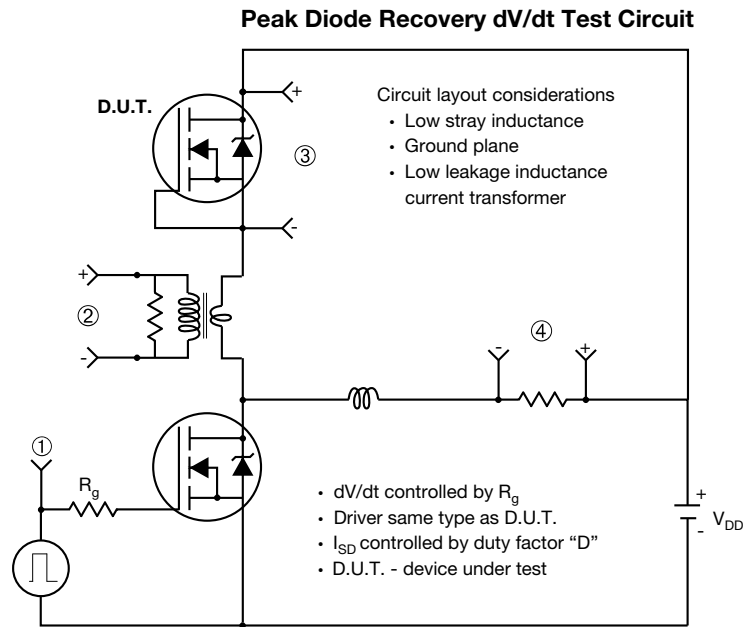 Peak Diode Recovery dV/dt Test Circuit
D.U.T.
+
Circuit layout considerations
• Low stray inductance
• Ground plane
• Low leakage inductance
current transformer
③
-
+
②
-
④
- +
①
Rg
• dV/dt controlled by Rg
• Driver same type as D.U.T.
• ISD controlled by duty factor “D”
• D.U.T. - device under test
+
-
VDD